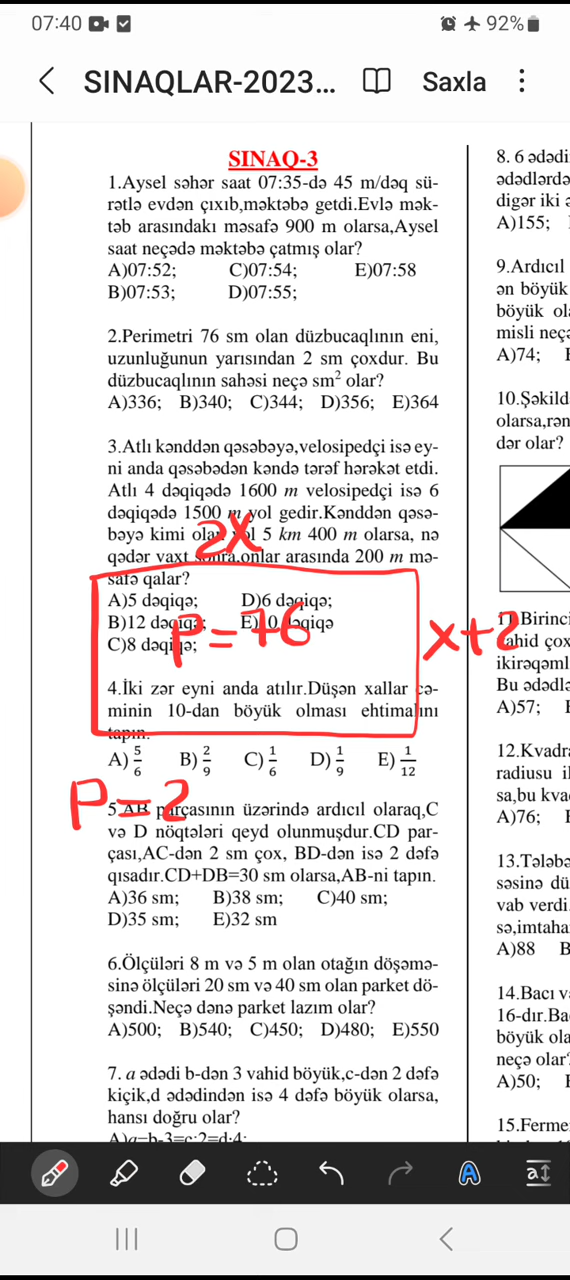 07:40
92%
SINAQLAR-2023...
Saxla
SINAQ-3
1.Aysel səhər saat 07:35-də 45 m/dəq sü-
rətlə evdən çıxıb,məktəbə getdi.Evlə mək-
təb arasındakı məsafə 900 m olarsa,Aysel
saat neçədə məktəbə çatmış olar?
A)07:52; C)07:54; E)07:58
B)07:53; D)07:55;
2.Perimetri 76 sm olan düzbucaqlının eni,
uzunluğunun yarısından 2 sm çoxdur. Bu
düzbucaqlının sahəsi neçə sm² olar?
A)336; B)340; C)344; D)356; E)364
3.Atlı kənddən qəsəbəyə,velosipedçi isə ey-
ni anda qəsəbədən kəndə tərəf hərəkət etdi.
Atlı 4 dəqiqədə 1600 m velosipedçi isə 6
dəqiqədə 1500 m yol gedir.Kənddən qəsə-
bəyə kimi olan yol 5 km 400 m olarsa, nə
qədər vaxt sonra,onlar arasında 200 m mə-
safə qalar?
A)5 dəqiqə; D)6 dəqiqə;
B)12 dəqiqə; E)10 dəqiqə
C)8 dəqiqə;
2x
P=76
x+2
4.İki zər eyni anda atılır.Düşən xallar cə-
minin 10-dan böyük olması ehtimalını
tapın.
A) 5/6 B) 2/9 C) 1/6 D) 1/9 E) 1/12
P=2
5.AB parçasının üzərində ardıcıl olaraq,C
və D nöqtələri qeyd olunmuşdur.CD par-
çası,AC-dən 2 sm çox, BD-dən isə 2 dəfə
qısadır.CD+DB=30 sm olarsa,AB-ni tapın.
A)36 sm; B)38 sm; C)40 sm;
D)35 sm; E)32 sm
6.Ölçüləri 8 m və 5 m olan otağın döşəmə-
sinə ölçüləri 20 sm və 40 sm olan parket dö-
şəndi.Neçə dənə parket lazım olar?
A)500; B)540; C)450; D)480; E)550
7. a ədədi b-dən 3 vahid böyük,c-dən 2 dəfə
kiçik,d ədədindən isə 4 dəfə böyük olarsa,
hansı doğru olar?
A)a=b-3=c:2=d·4;
8. 6 ədədi
ədədlərdə
digər iki
A)155;
9.Ardıcıl
ən böyük
böyük
misli
A)74;
10.Şəkild
olarsa,rən
dər olar?
11.Birinci
vahid çox
ikirəqəml
Bu ədədlə
A)57;
12.Kvadra
radiusu
sa,bu kva
A)76;
13.Tələbə
səsinə dü
vab verdi
sə,imtaha
A)88 B
14.Bacı
16-dır.Ba
böyük ola
neçə olar
A)50;
15.Ferme